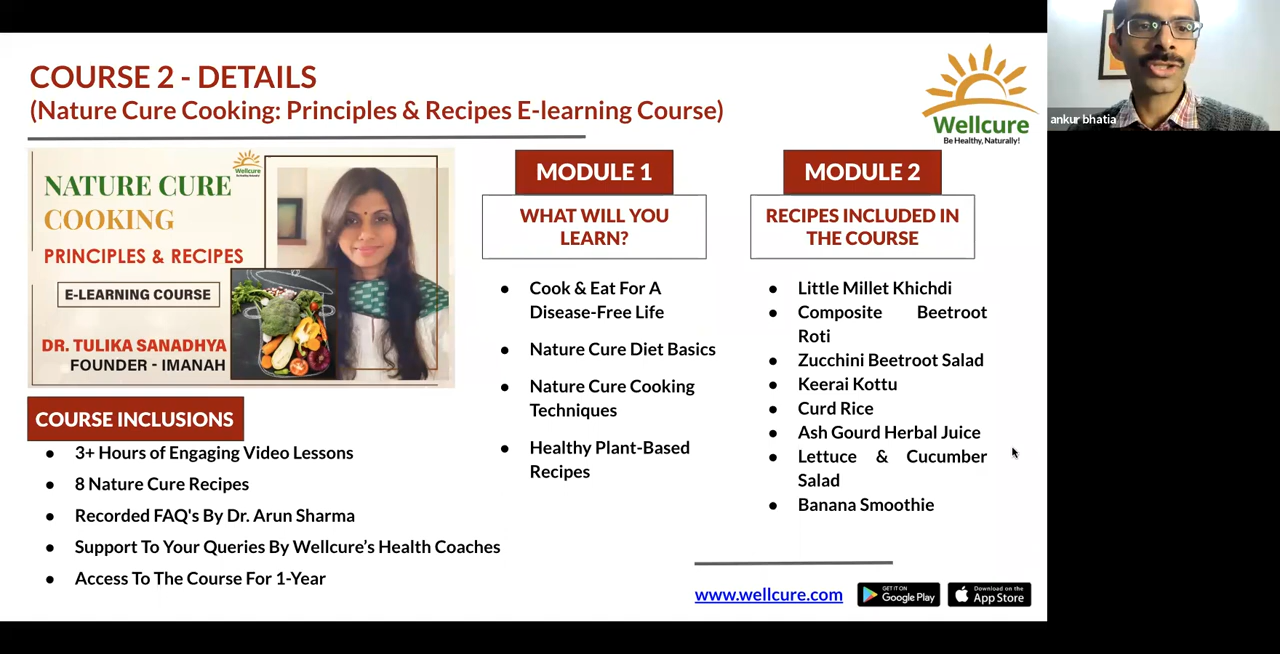 COURSE 2 - DETAILS
(Nature Cure Cooking: Principles & Recipes E-learning Course)
Wellcure
Be Healthy, Naturally!
ankur bhatia
Wellcure
NATURE CURE
COOKING
PRINCIPLES & RECIPES
E-LEARNING COURSE
DR. TULIKA SANADHYA
FOUNDER - IMANAH
COURSE INCLUSIONS
● 3+ Hours of Engaging Video Lessons
● 8 Nature Cure Recipes
● Recorded FAQ's By Dr. Arun Sharma
● Support To Your Queries By Wellcure's Health Coaches
● Access To The Course For 1-Year
MODULE 1
WHAT WILL YOU
LEARN?
● Cook & Eat For A
Disease-Free Life
● Nature Cure Diet Basics
● Nature Cure Cooking
Techniques
● Healthy Plant-Based
Recipes
MODULE 2
RECIPES INCLUDED IN
THE COURSE
● Little Millet Khichdi
● Composite Beetroot
Roti
● Zucchini Beetroot Salad
● Keerai Kottu
● Curd Rice
● Ash Gourd Herbal Juice
● Lettuce & Cucumber
Salad
● Banana Smoothie
www.wellcure.com
GET IT ON
Google Play
Download on the
App Store